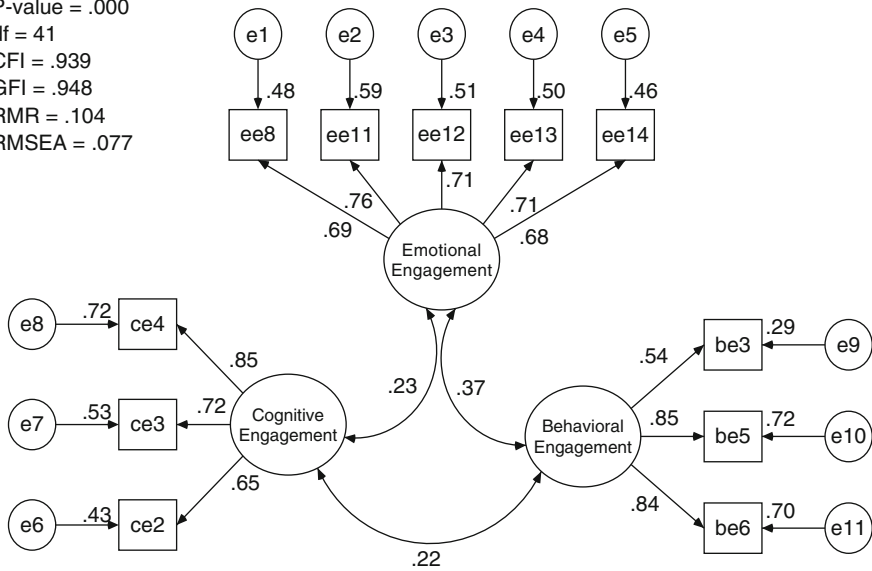 P-value = .000
df = 41
CFI = .939
GFI = .948
RMR = .104
RMSEA = .077
e1
e2
e3
e4
e5
.48
.59
.51
.50
.46
ee8
ee11
ee12
ee13
ee14
.71
.76
.71
.69
.68
Emotional
Engagement
e8
.72
ce4
be3
.29
e9
.85
.54
.23
.37
e7
.53
ce3
.72
Cognitive
Engagement
Behavioral
Engagement
.85
be5
.72
e10
.65
.84
e6
.43
ce2
be6
.70
e11
.22